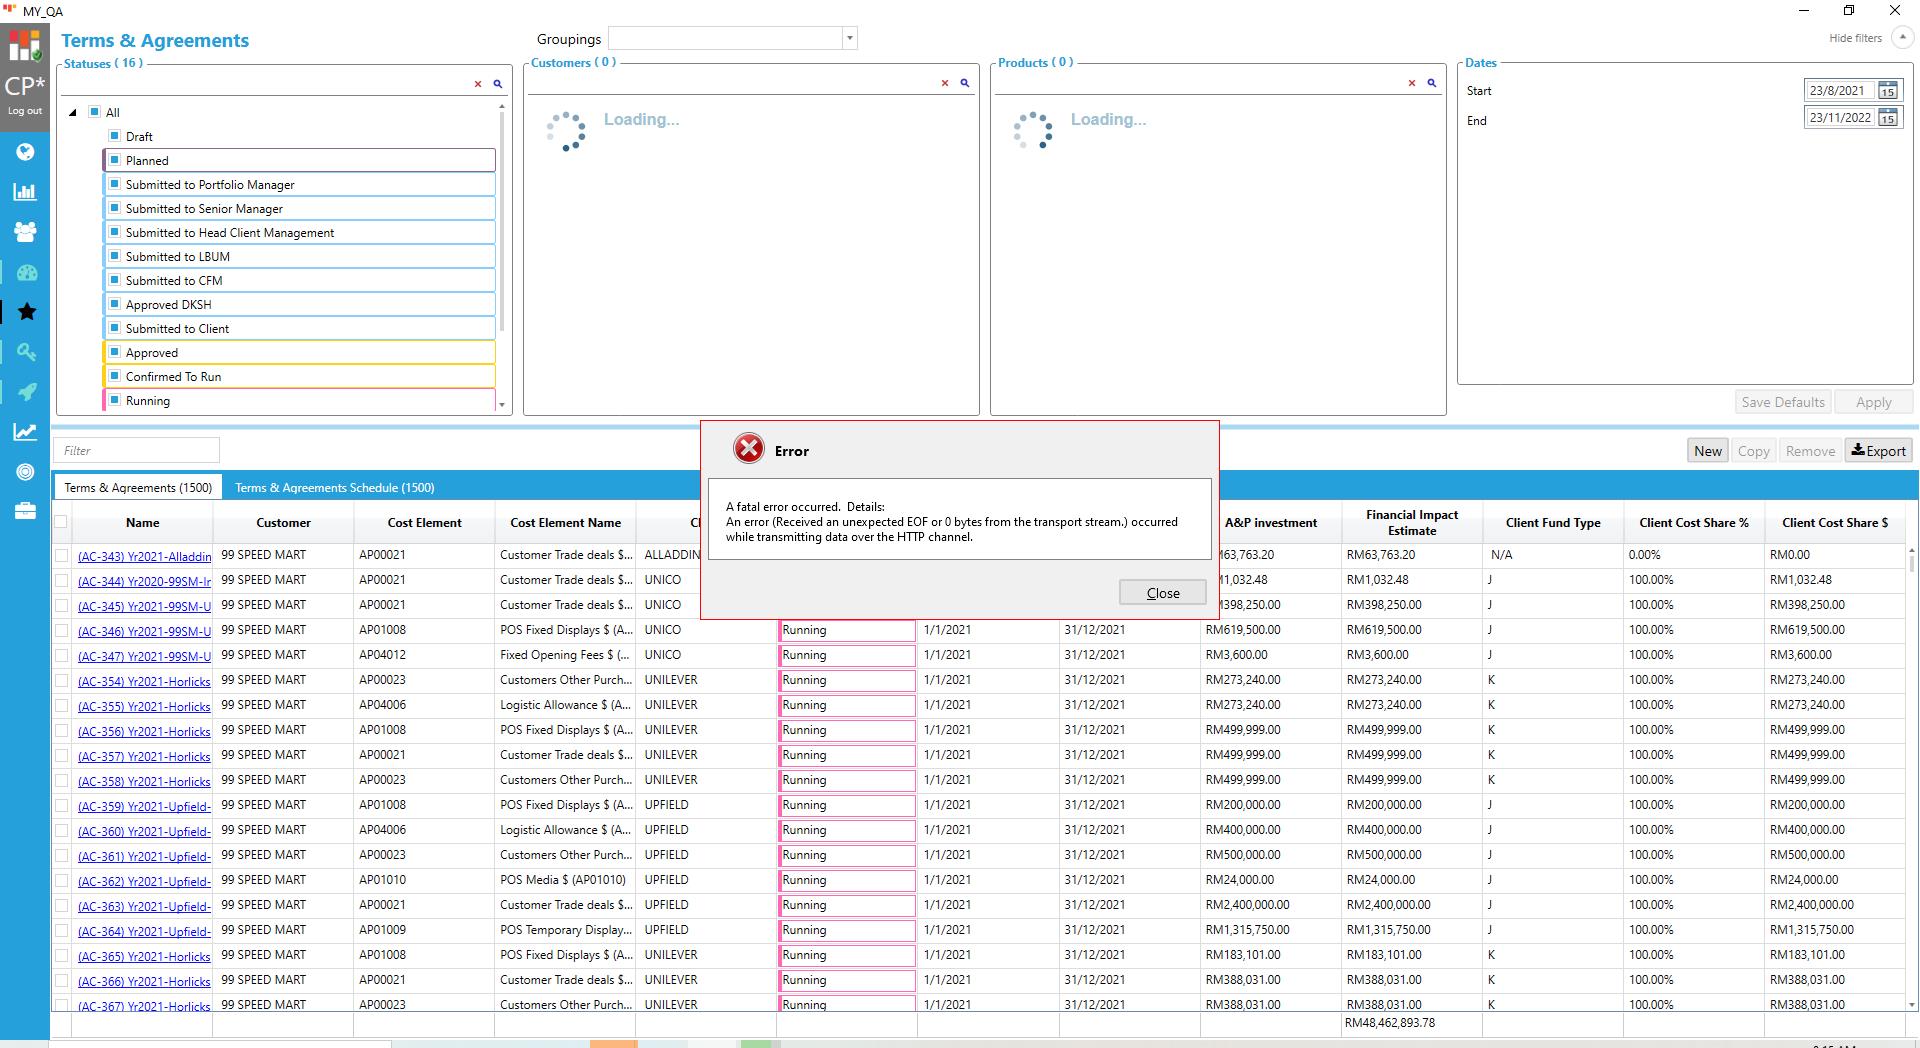 MY_QA
CP*
Log out
Terms & Agreements
Groupings
Hide filters
Statuses ( 16 )
All
Draft
Planned
Submitted to Portfolio Manager
Submitted to Senior Manager
Submitted to Head Client Management
Submitted to LBUM
Submitted to CFM
Approved DKSH
Submitted to Client
Approved
Confirmed To Run
Running
Customers ( 0 )
Loading...
Products ( 0 )
Loading...
Dates
Start 23/8/2021 15
End 23/11/2022 15
Save Defaults Apply
Filter
New Copy Remove Export
Error
A fatal error occurred. Details:
An error (Received an unexpected EOF or 0 bytes from the transport stream.) occurred
while transmitting data over the HTTP channel.
Close
Terms & Agreements (1500) Terms & Agreements Schedule (1500)
Name Customer Cost Element Cost Element Name A&P investment Financial Impact Estimate Client Fund Type Client Cost Share % Client Cost Share $
(AC-343) Yr2021-Alladdin 99 SPEED MART AP00021 Customer Trade deals $... ALLADDIN 63,763.20 RM63,763.20 N/A 0.00% RM0.00
(AC-344) Yr2020-99SM-Ir 99 SPEED MART AP00021 Customer Trade deals $... UNICO 1,032.48 RM1,032.48 J 100.00% RM1,032.48
(AC-345) Yr2021-99SM-U 99 SPEED MART AP00021 Customer Trade deals $... UNICO 398,250.00 RM398,250.00 J 100.00% RM398,250.00
(AC-346) Yr2021-99SM-U 99 SPEED MART AP01008 POS Fixed Displays $ (A... UNICO Running 1/1/2021 31/12/2021 RM619,500.00 RM619,500.00 J 100.00% RM619,500.00
(AC-347) Yr2021-99SM-U 99 SPEED MART AP04012 Fixed Opening Fees $ (... UNICO Running 1/1/2021 31/12/2021 RM3,600.00 RM3,600.00 J 100.00% RM3,600.00
(AC-354) Yr2021-Horlicks 99 SPEED MART AP00023 Customers Other Purch... UNILEVER Running 1/1/2021 31/12/2021 RM273,240.00 RM273,240.00 K 100.00% RM273,240.00
(AC-355) Yr2021-Horlicks 99 SPEED MART AP04006 Logistic Allowance $ (A... UNILEVER Running 1/1/2021 31/12/2021 RM273,240.00 RM273,240.00 K 100.00% RM273,240.00
(AC-356) Yr2021-Horlicks 99 SPEED MART AP01008 POS Fixed Displays $ (A... UNILEVER Running 1/1/2021 31/12/2021 RM499,999.00 RM499,999.00 K 100.00% RM499,999.00
(AC-357) Yr2021-Horlicks 99 SPEED MART AP00021 Customer Trade deals $... UNILEVER Running 1/1/2021 31/12/2021 RM499,999.00 RM499,999.00 K 100.00% RM499,999.00
(AC-358) Yr2021-Horlicks 99 SPEED MART AP00023 Customers Other Purch... UNILEVER Running 1/1/2021 31/12/2021 RM499,999.00 RM499,999.00 K 100.00% RM499,999.00
(AC-359) Yr2021-Upfield- 99 SPEED MART AP01008 POS Fixed Displays $ (A... UPFIELD Running 1/1/2021 31/12/2021 RM200,000.00 RM200,000.00 J 100.00% RM200,000.00
(AC-360) Yr2021-Upfield- 99 SPEED MART AP04006 Logistic Allowance $ (A... UPFIELD Running 1/1/2021 31/12/2021 RM400,000.00 RM400,000.00 J 100.00% RM400,000.00
(AC-361) Yr2021-Upfield- 99 SPEED MART AP00023 Customers Other Purch... UPFIELD Running 1/1/2021 31/12/2021 RM500,000.00 RM500,000.00 J 100.00% RM500,000.00
(AC-362) Yr2021-Upfield- 99 SPEED MART AP01010 POS Media $ (AP01010) UPFIELD Running 1/1/2021 31/12/2021 RM24,000.00 RM24,000.00 J 100.00% RM24,000.00
(AC-363) Yr2021-Upfield- 99 SPEED MART AP00021 Customer Trade deals $... UPFIELD Running 1/1/2021 31/12/2021 RM2,400,000.00 RM2,400,000.00 J 100.00% RM2,400,000.00
(AC-364) Yr2021-Upfield- 99 SPEED MART AP01009 POS Temporary Display... UPFIELD Running 1/1/2021 31/12/2021 RM1,315,750.00 RM1,315,750.00 J 100.00% RM1,315,750.00
(AC-365) Yr2021-Horlicks 99 SPEED MART AP01008 POS Fixed Displays $ (A... UNILEVER Running 1/1/2021 31/12/2021 RM183,101.00 RM183,101.00 K 100.00% RM183,101.00
(AC-366) Yr2021-Horlicks 99 SPEED MART AP00021 Customer Trade deals $... UNILEVER Running 1/1/2021 31/12/2021 RM388,031.00 RM388,031.00 K 100.00% RM388,031.00
(AC-367) Yr2021-Horlicks 99 SPEED MART AP00023 Customers Other Purch... UNILEVER Running 1/1/2021 31/12/2021 RM388,031.00 RM388,031.00 K 100.00% RM388,031.00
RM48,462,893.78